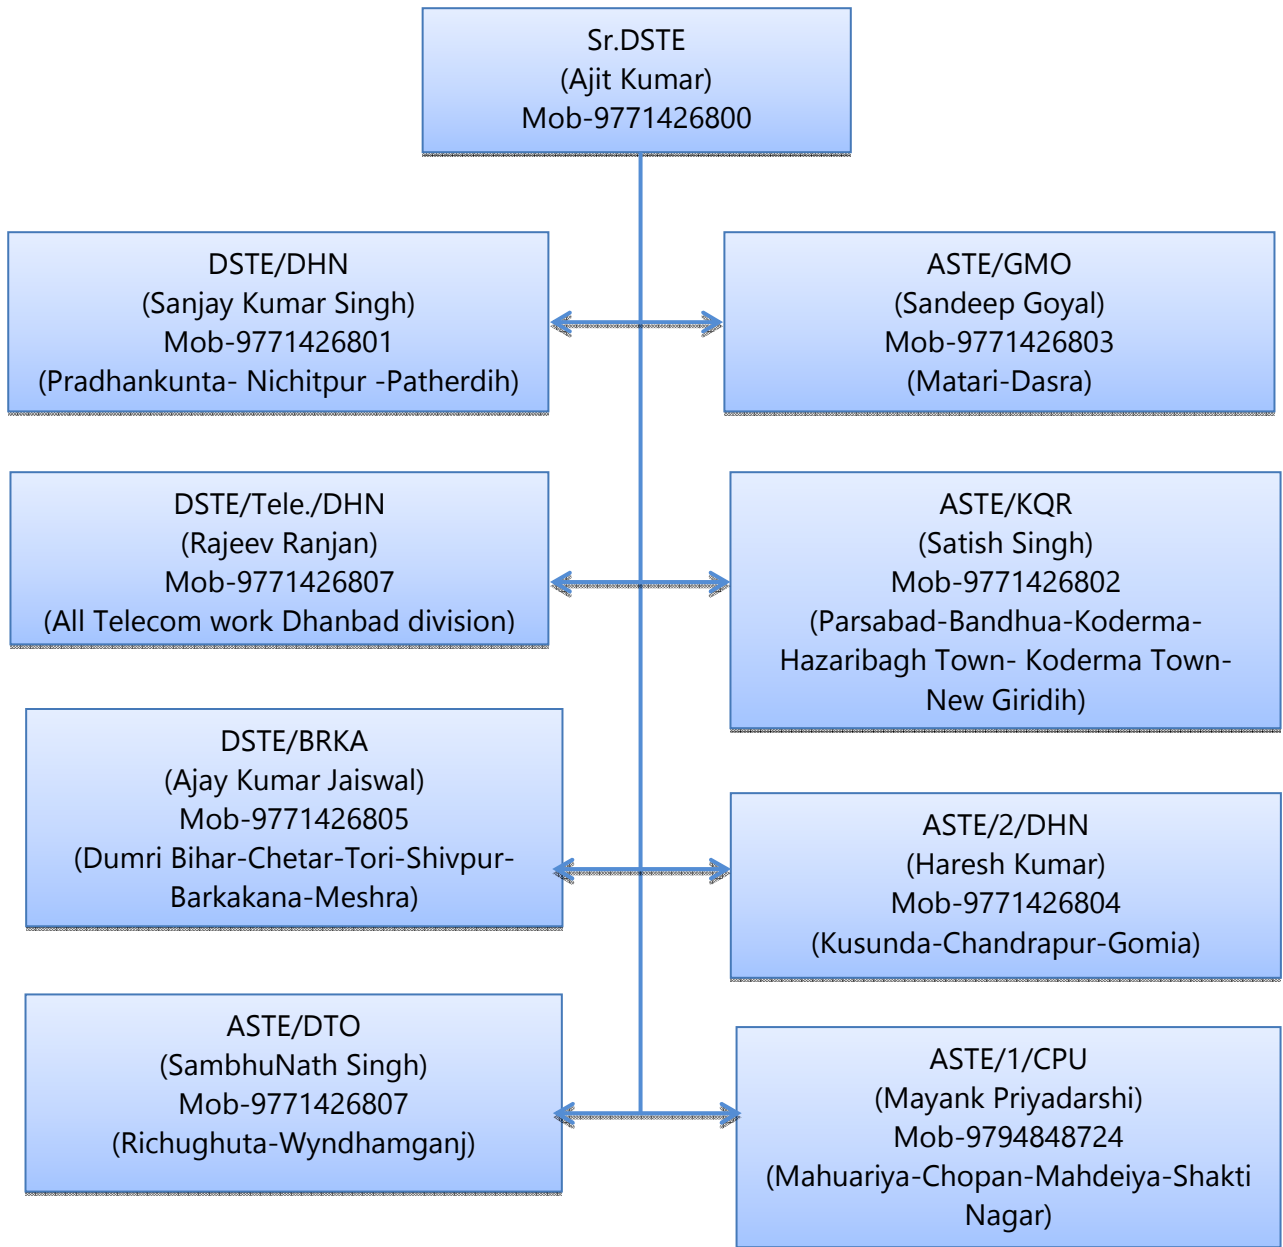 Sr.DSTE
(Ajit Kumar)
Mob-9771426800
DSTE/DHN
(Sanjay Kumar Singh)
Mob-9771426801
(Pradhankunta- Nichitpur -Patherdih)
ASTE/GMO
(Sandeep Goyal)
Mob-9771426803
(Matari-Dasra)
DSTE/Tele./DHN
(Rajeev Ranjan)
Mob-9771426807
(All Telecom work Dhanbad division)
ASTE/KQR
(Satish Singh)
Mob-9771426802
(Parsabad-Bandhua-Koderma-
Hazaribagh Town- Koderma Town-
New Giridih)
DSTE/BRKA
(Ajay Kumar Jaiswal)
Mob-9771426805
(Dumri Bihar-Chetar-Tori-Shivpur-
Barkakana-Meshra)
ASTE/2/DHN
(Haresh Kumar)
Mob-9771426804
(Kusunda-Chandrapur-Gomia)
ASTE/DTO
(SambhuNath Singh)
Mob-9771426807
(Richughuta-Wyndhamganj)
ASTE/1/CPU
(Mayank Priyadarshi)
Mob-9794848724
(Mahuariya-Chopan-Mahdeiya-Shakti
Nagar)